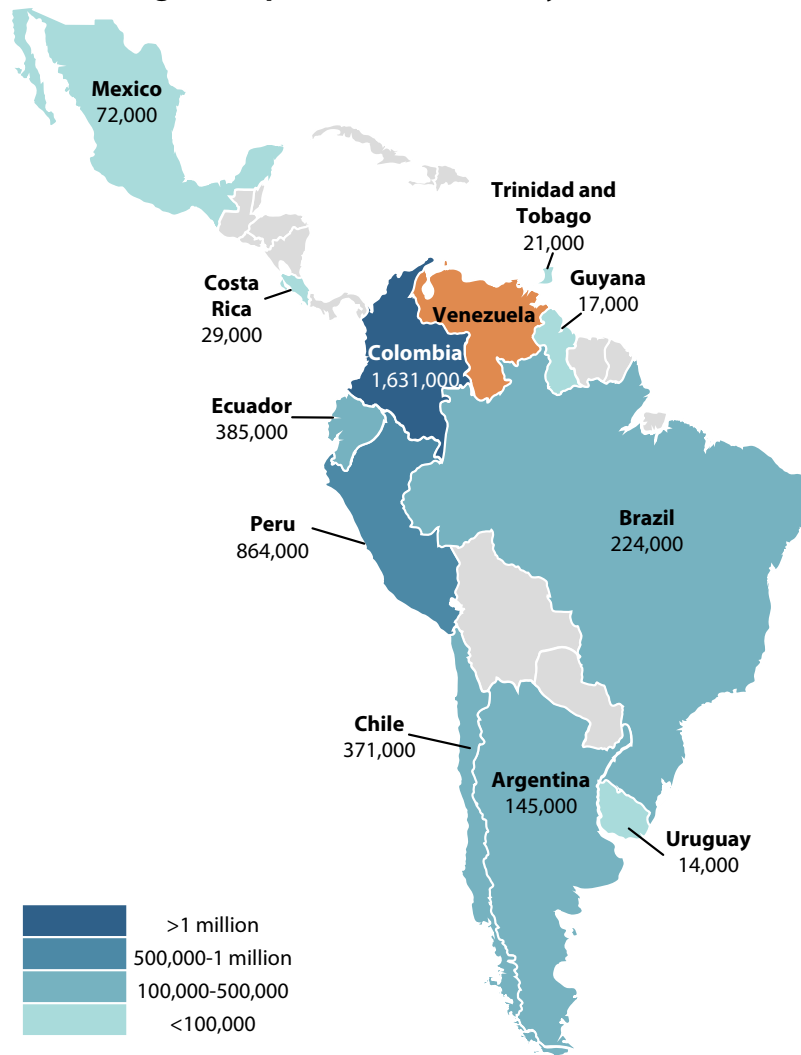 Mexico
72,000
Trinidad and
Tobago
21,000
Guyana
17,000
Costa
Rica
29,000
Venezuela
Colombia
1,631,000
Ecuador
385,000
Peru
864,000
Brazil
224,000
Chile
371,000
Argentina
145,000
Uruguay
14,000
>1 million
500,000-1 million
100,000-500,000
<100,000